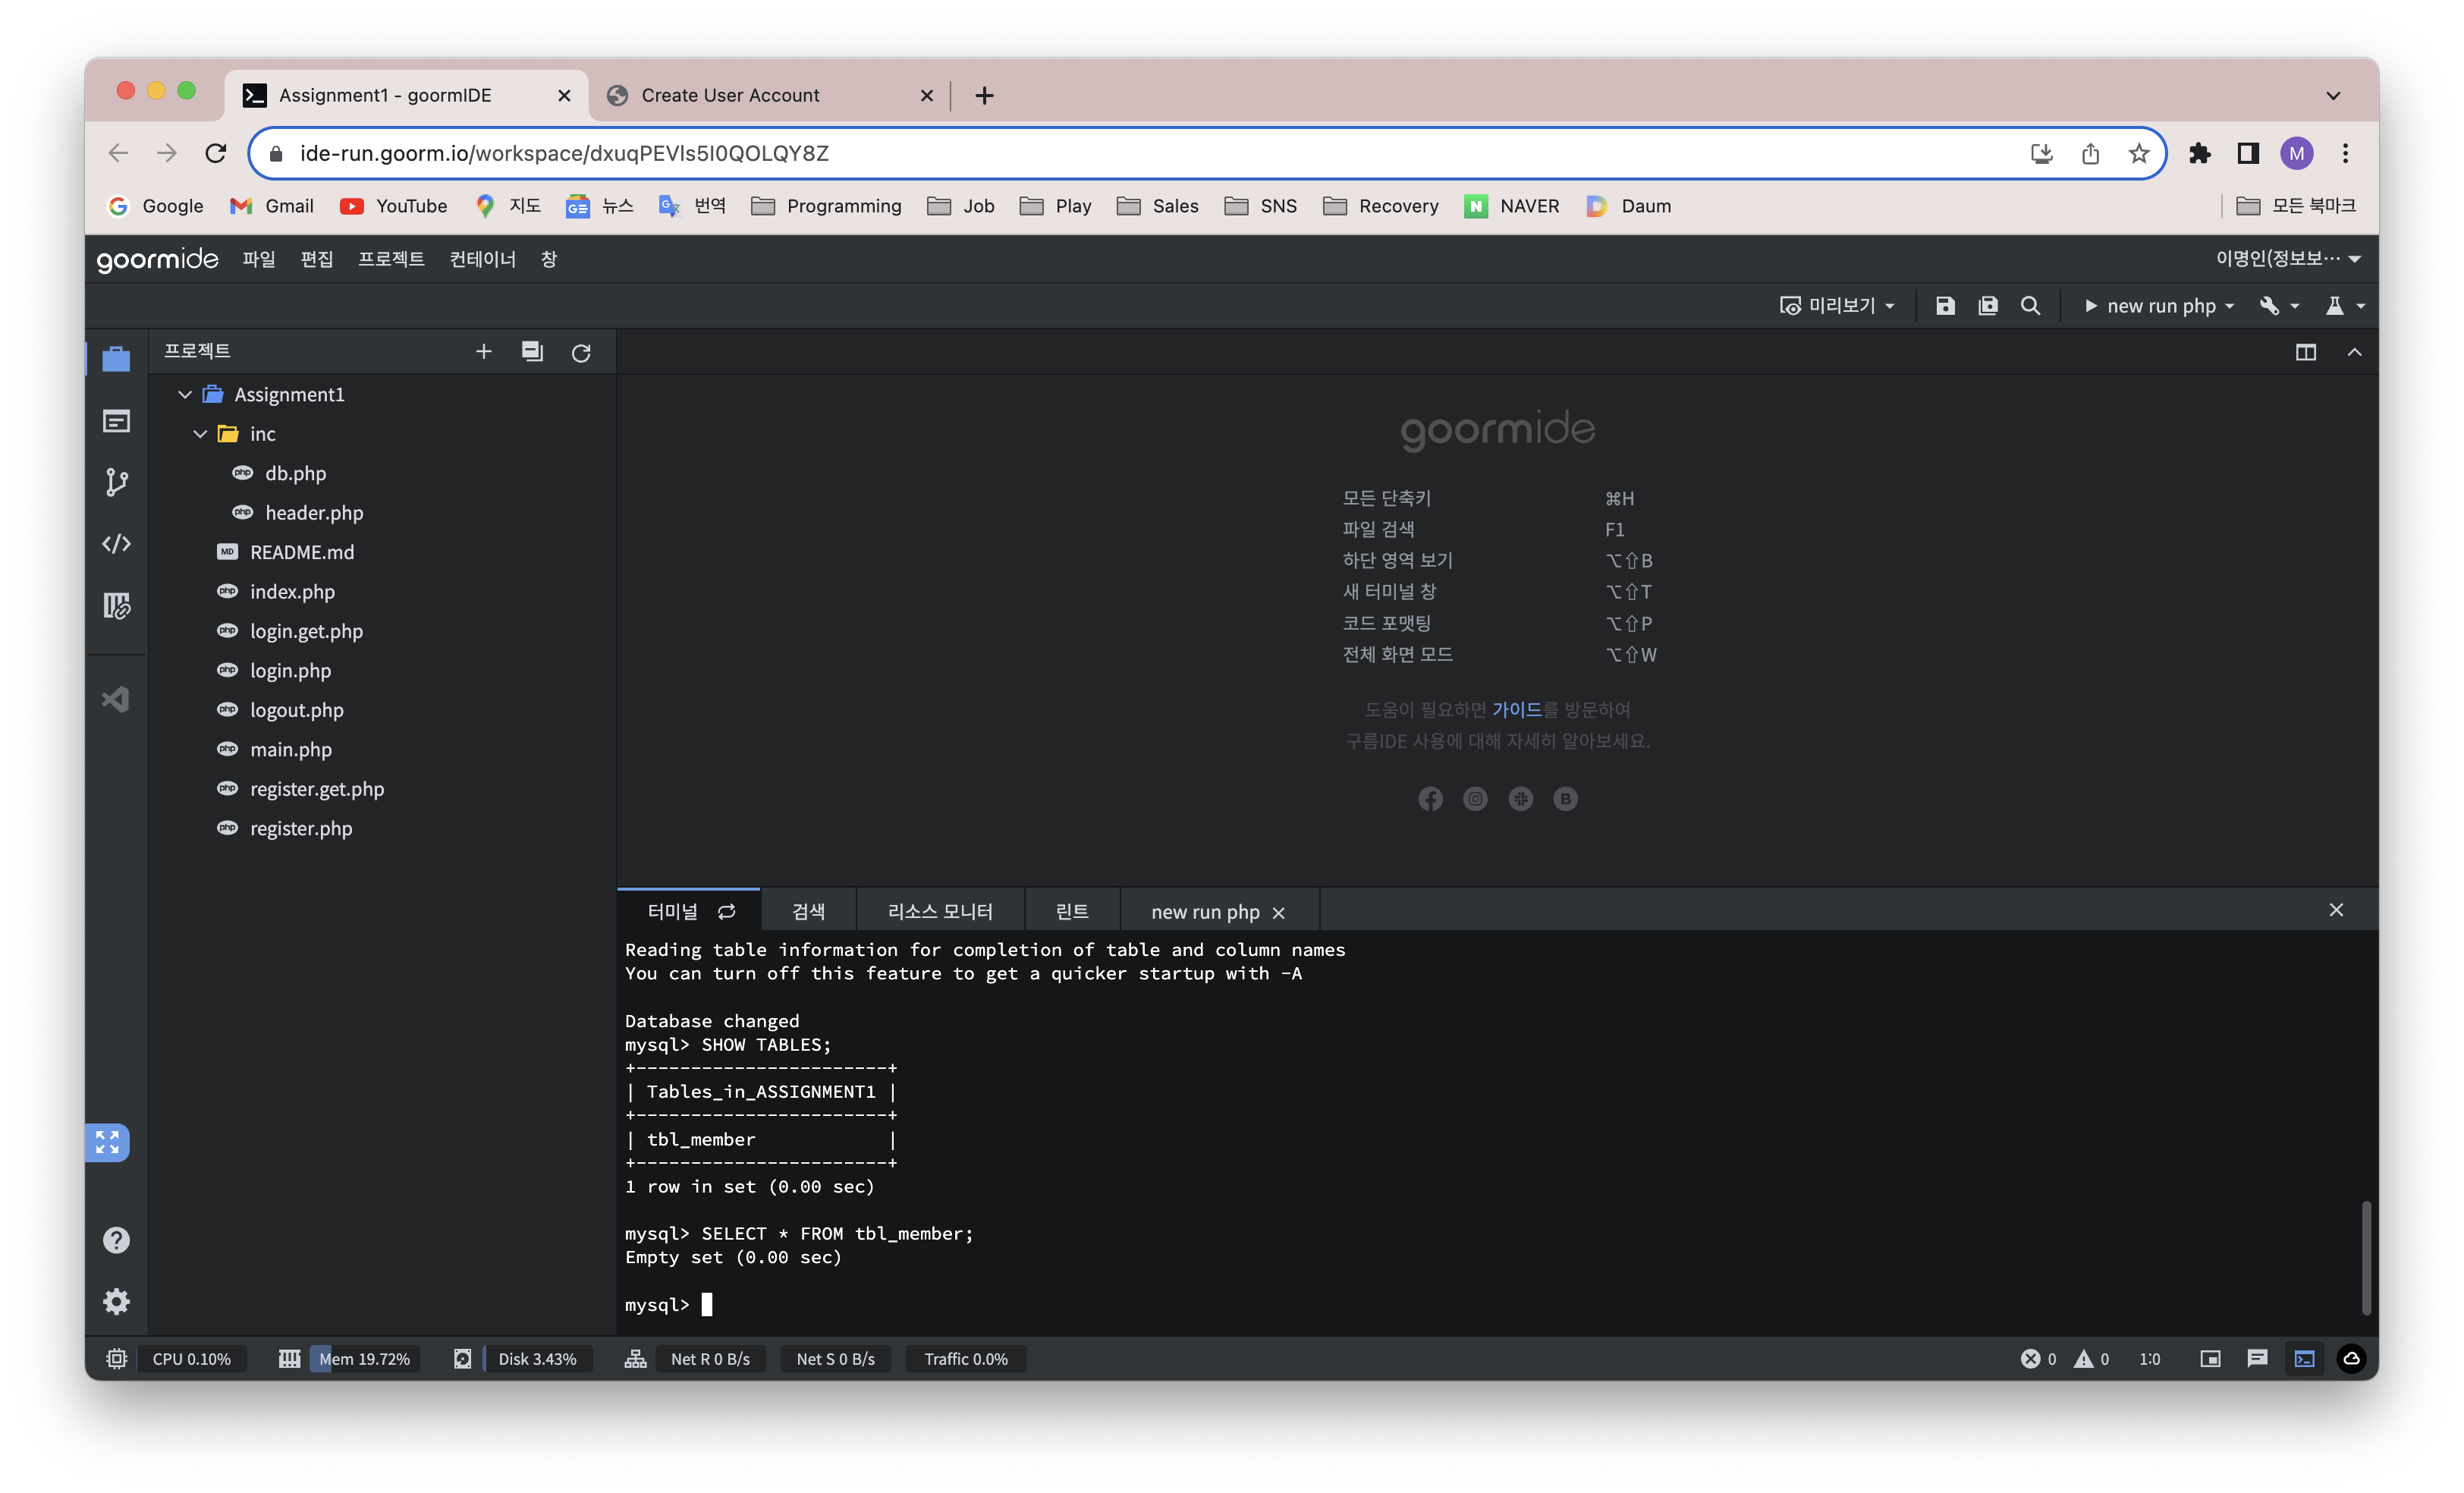 Assignment1 - goormIDE
Create User Account
ide-run.goorm.io/workspace/dxuqPEVls5I0QOLQY8Z
M
Google Gmail YouTube 지도 뉴스 번역 Programming Job Play Sales SNS Recovery NAVER Daum 모든 북마크
goormide 파일 편집 프로젝트 컨테이너 창 이명인(정보보…
미리보기 new run php
프로젝트
Assignment1
inc
php db.php
php header.php
MD README.md
php index.php
php login.get.php
php login.php
php logout.php
php main.php
php register.get.php
php register.php
goormide
모든 단축키 ⌘H
파일 검색 F1
하단 영역 보기 ⌥⇧B
새 터미널 창 ⌥⇧T
코드 포맷팅 ⌥⇧P
전체 화면 모드 ⌥⇧W
도움이 필요하면 가이드를 방문하여
구름IDE 사용에 대해 자세히 알아보세요.
터미널 검색 리소스 모니터 린트 new run php
Reading table information for completion of table and column names
You can turn off this feature to get a quicker startup with -A
Database changed
mysql> SHOW TABLES;
+-----------------------+
| Tables_in_ASSIGNMENT1 |
+-----------------------+
| tbl_member            |
+-----------------------+
1 row in set (0.00 sec)
mysql> SELECT * FROM tbl_member;
Empty set (0.00 sec)
mysql>
CPU 0.10% Mem 19.72% Disk 3.43% Net R 0 B/s Net S 0 B/s Traffic 0.0% 0 0 1:0